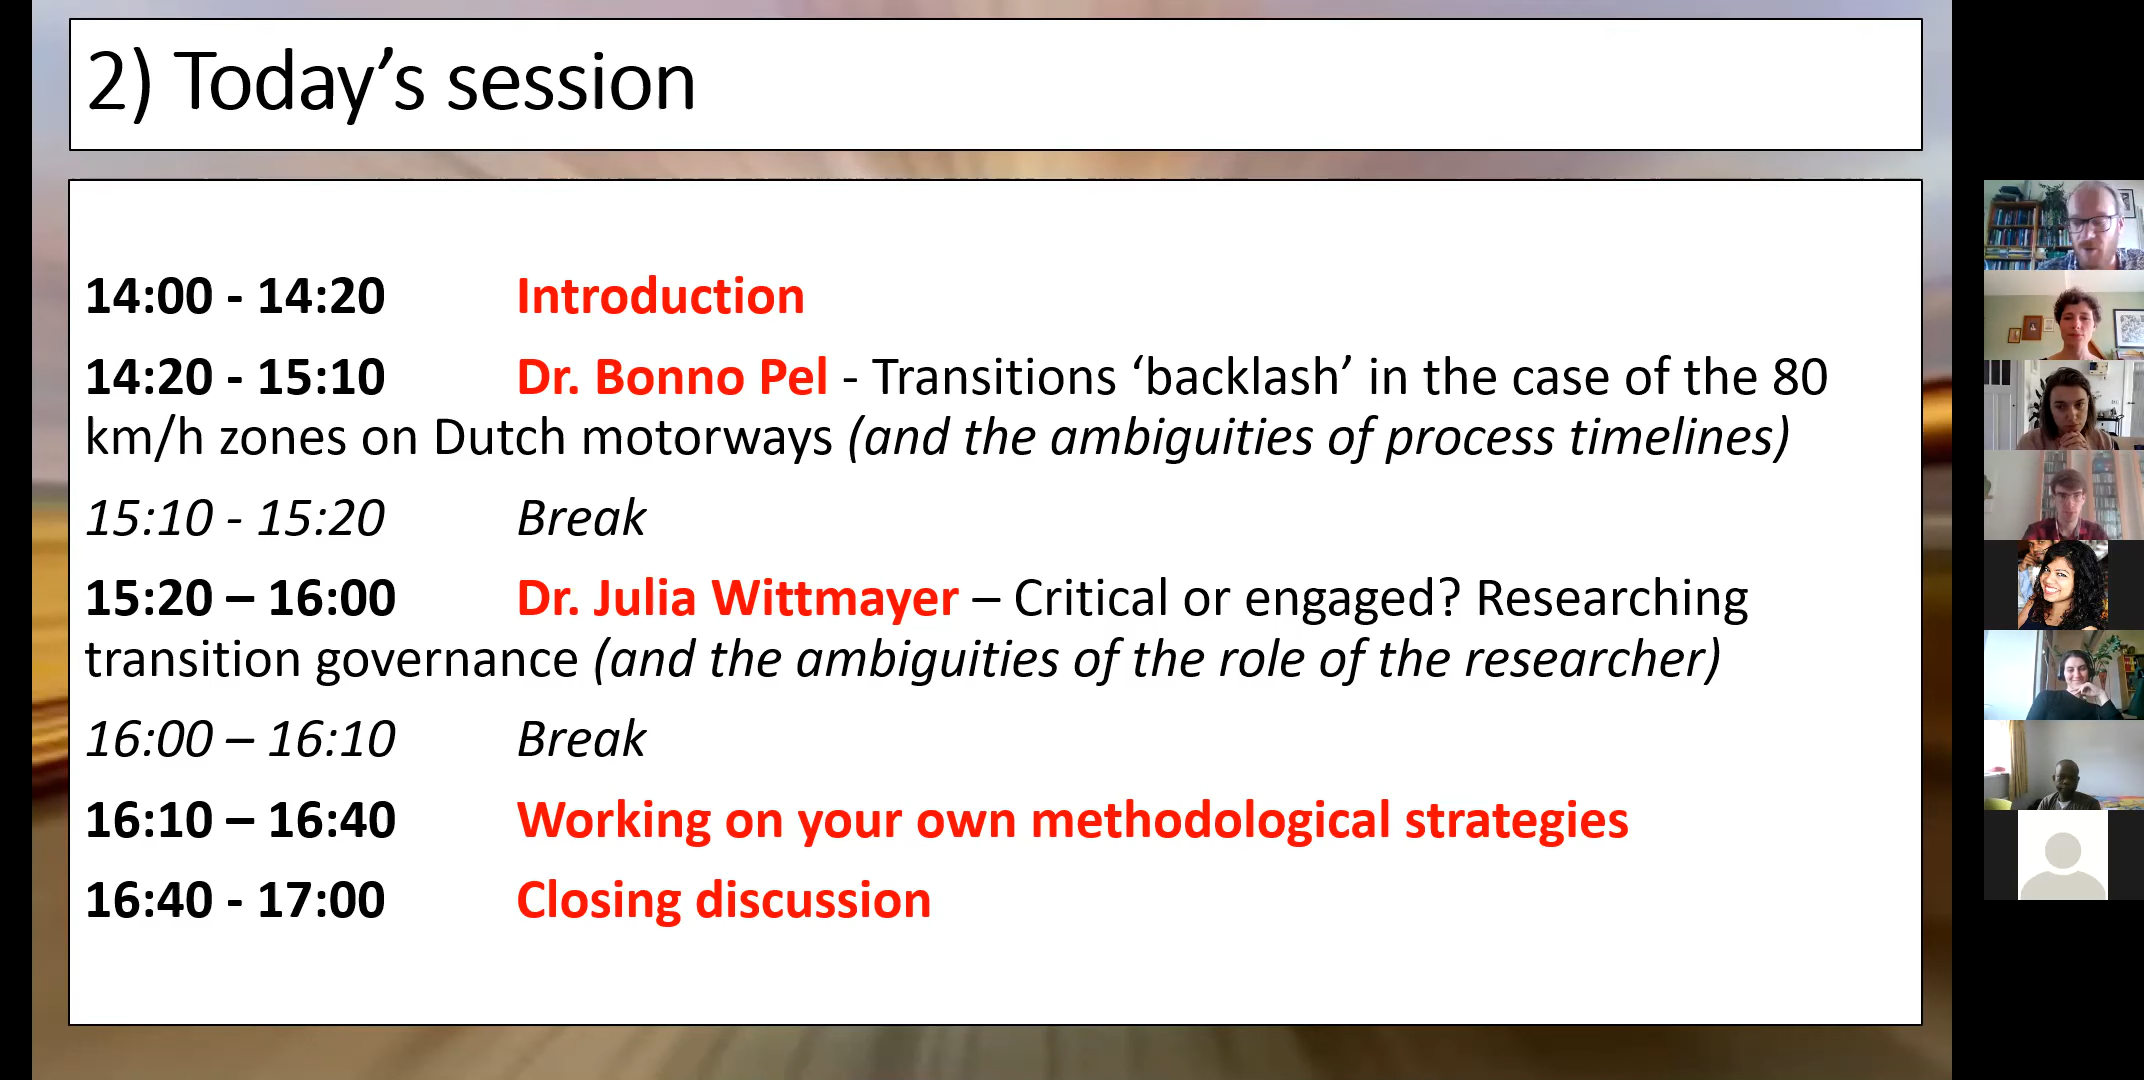 2) Today’s session
14:00 - 14:20 Introduction
14:20 - 15:10 Dr. Bonno Pel - Transitions ‘backlash’ in the case of the 80
km/h zones on Dutch motorways (and the ambiguities of process timelines)
15:10 - 15:20 Break
15:20 – 16:00 Dr. Julia Wittmayer – Critical or engaged? Researching
transition governance (and the ambiguities of the role of the researcher)
16:00 – 16:10 Break
16:10 – 16:40 Working on your own methodological strategies
16:40 - 17:00 Closing discussion